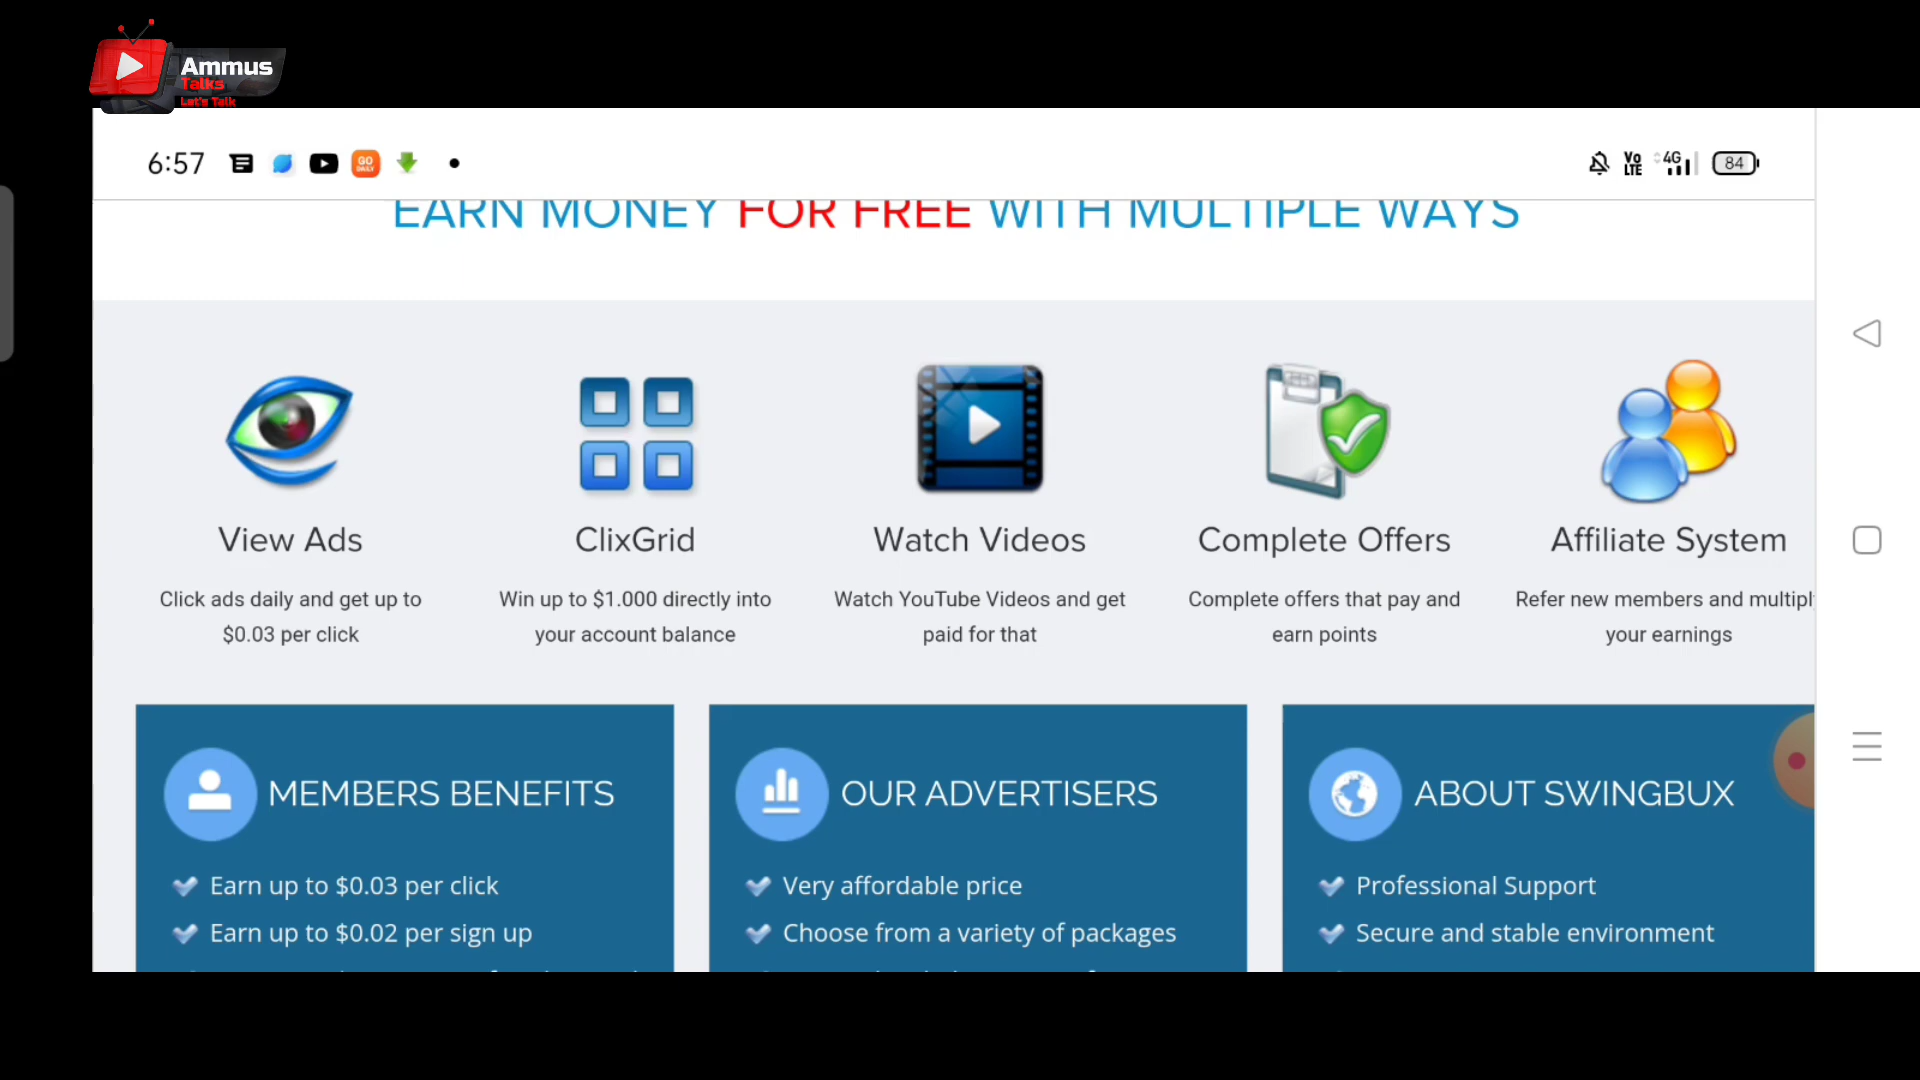 Ammus
Talks
Let's Talk
6:57
GO
DAILY
Vo
LTE
4G
84
EARN MONEY FOR FREE WITH MULTIPLE WAYS
View Ads
Click ads daily and get up to
$0.03 per click
ClixGrid
Win up to $1.000 directly into
your account balance
Watch Videos
Watch YouTube Videos and get
paid for that
Complete Offers
Complete offers that pay and
earn points
Affiliate System
Refer new members and multipl
your earnings
MEMBERS BENEFITS
Earn up to $0.03 per click
Earn up to $0.02 per sign up
OUR ADVERTISERS
Very affordable price
Choose from a variety of packages
ABOUT SWINGBUX
Professional Support
Secure and stable environment